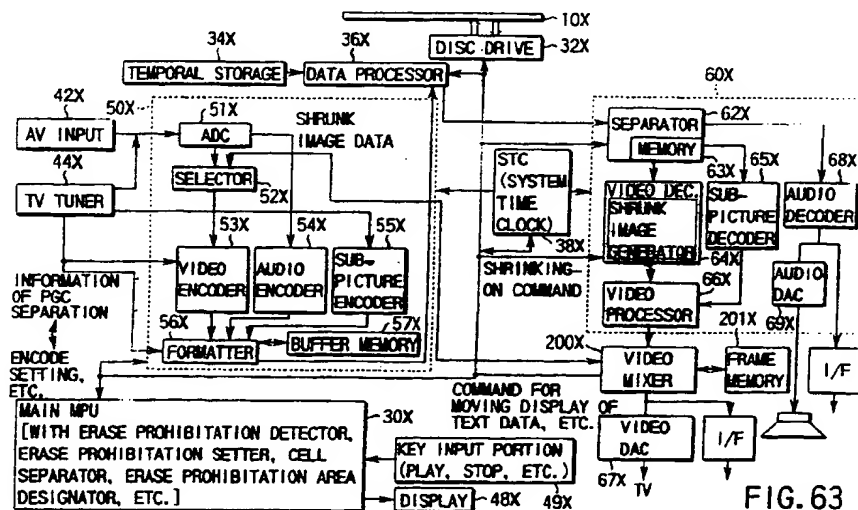 10X
34X
36X
DISC DRIVE
32X
TEMPORAL STORAGE
DATA PROCESSOR
60X
42X
50X
51X
AV INPUT
ADC
SHRUNK
IMAGE DATA
SEPARATOR
62X
MEMORY
44X
SELECTOR
52X
TV TUNER
STC
(SYSTEM
TIME
CLOCK)
38X
63X
65X
68X
VIDEO DEC.
SHRUNK
IMAGE
GENERATOR
64X
SUB-
PICTURE
DECODER
AUDIO
DECODER
53X
54X
55X
VIDEO
ENCODER
AUDIO
ENCODER
SUB-
PICTURE
ENCODER
INFORMATION
OF PGC
SEPARATION
SHRINKING-
ON COMMAND
66X
VIDEO
PROCESSOR
AUDIO
DAC
69X
56X
57X
FORMATTER
BUFFER MEMORY
ENCODE
SETTING,
ETC.
200X
201X
VIDEO
MIXER
FRAME
MEMORY
I/F
30X
MAIN MPU
[WITH ERASE PROHIBITATION DETECTOR,
ERASE PROHIBITATION SETTER, CELL
SEPARATOR, ERASE PROHIBITATION AREA
DESIGNATOR, ETC.]
COMMAND FOR
MOVING DISPLAY OF
TEXT DATA, ETC.
KEY INPUT PORTION
(PLAY, STOP, ETC.)
49X
DISPLAY
48X
VIDEO
DAC
67X
TV
I/F
FIG. 63